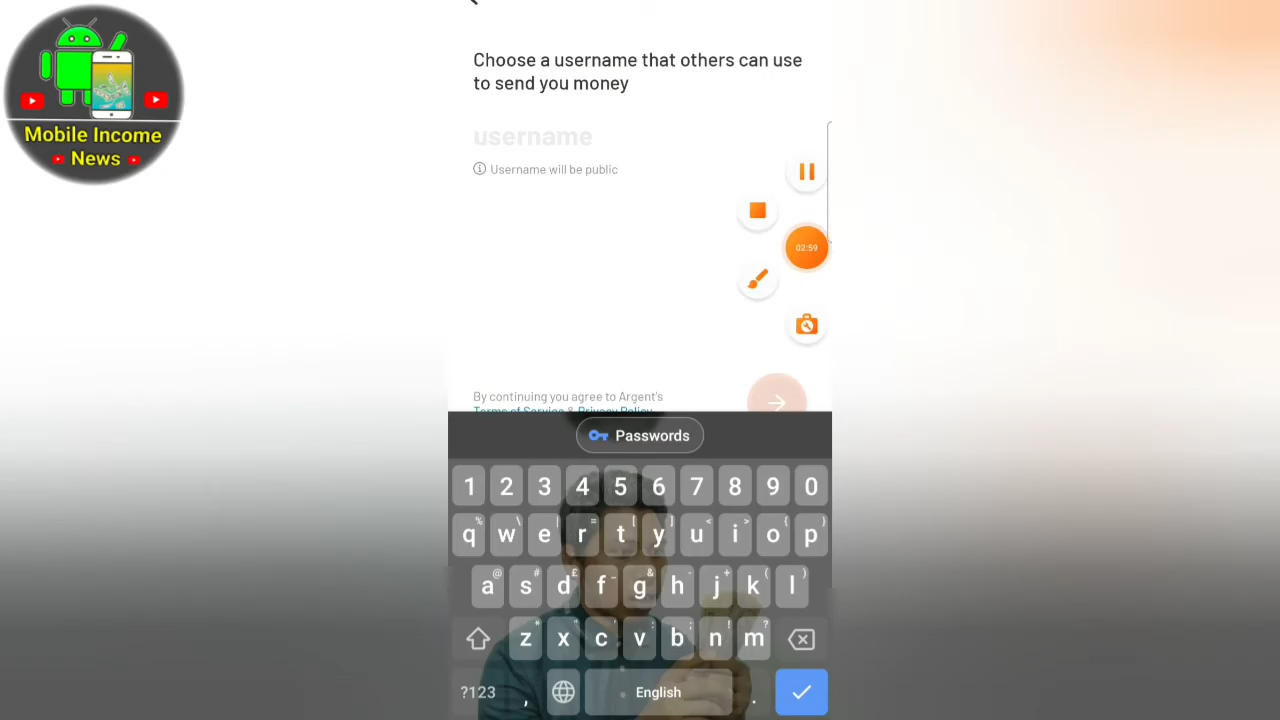 Mobile Income
News
Choose a username that others can use
to send you money
username
Username will be public
02:59
By continuing you agree to Argent's
Terms of Service & Privacy Policy
Passwords
1 2 3 4 5 6 7 8 9 0
q w e r t y u i o p
a s d f g h j k l
z x c v b n m
?123 , English .